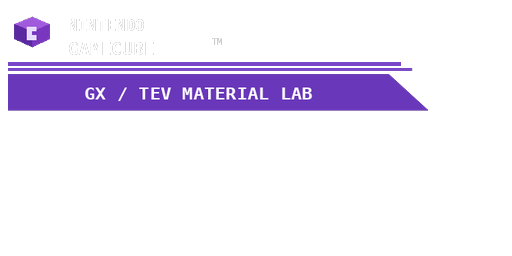 NINTENDO
GAMECUBE ™
GX / TEV MATERIAL LAB